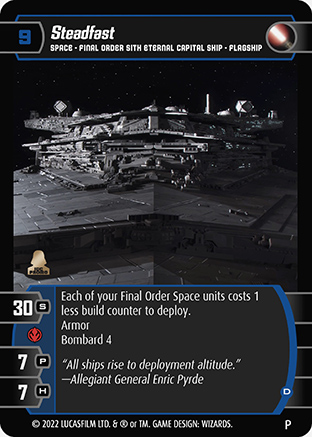 9
Steadfast
SPACE - FINAL ORDER SITH ETERNAL CAPITAL SHIP - FLAGSHIP
30 S
Each of your Final Order Space units costs 1
less build counter to deploy.
Armor
Bombard 4
7 P
“All ships rise to deployment altitude.”
—Allegiant General Enric Pyrde
7 H
D
© 2022 LUCASFILM LTD. & ® or TM. GAME DESIGN: WIZARDS.
P